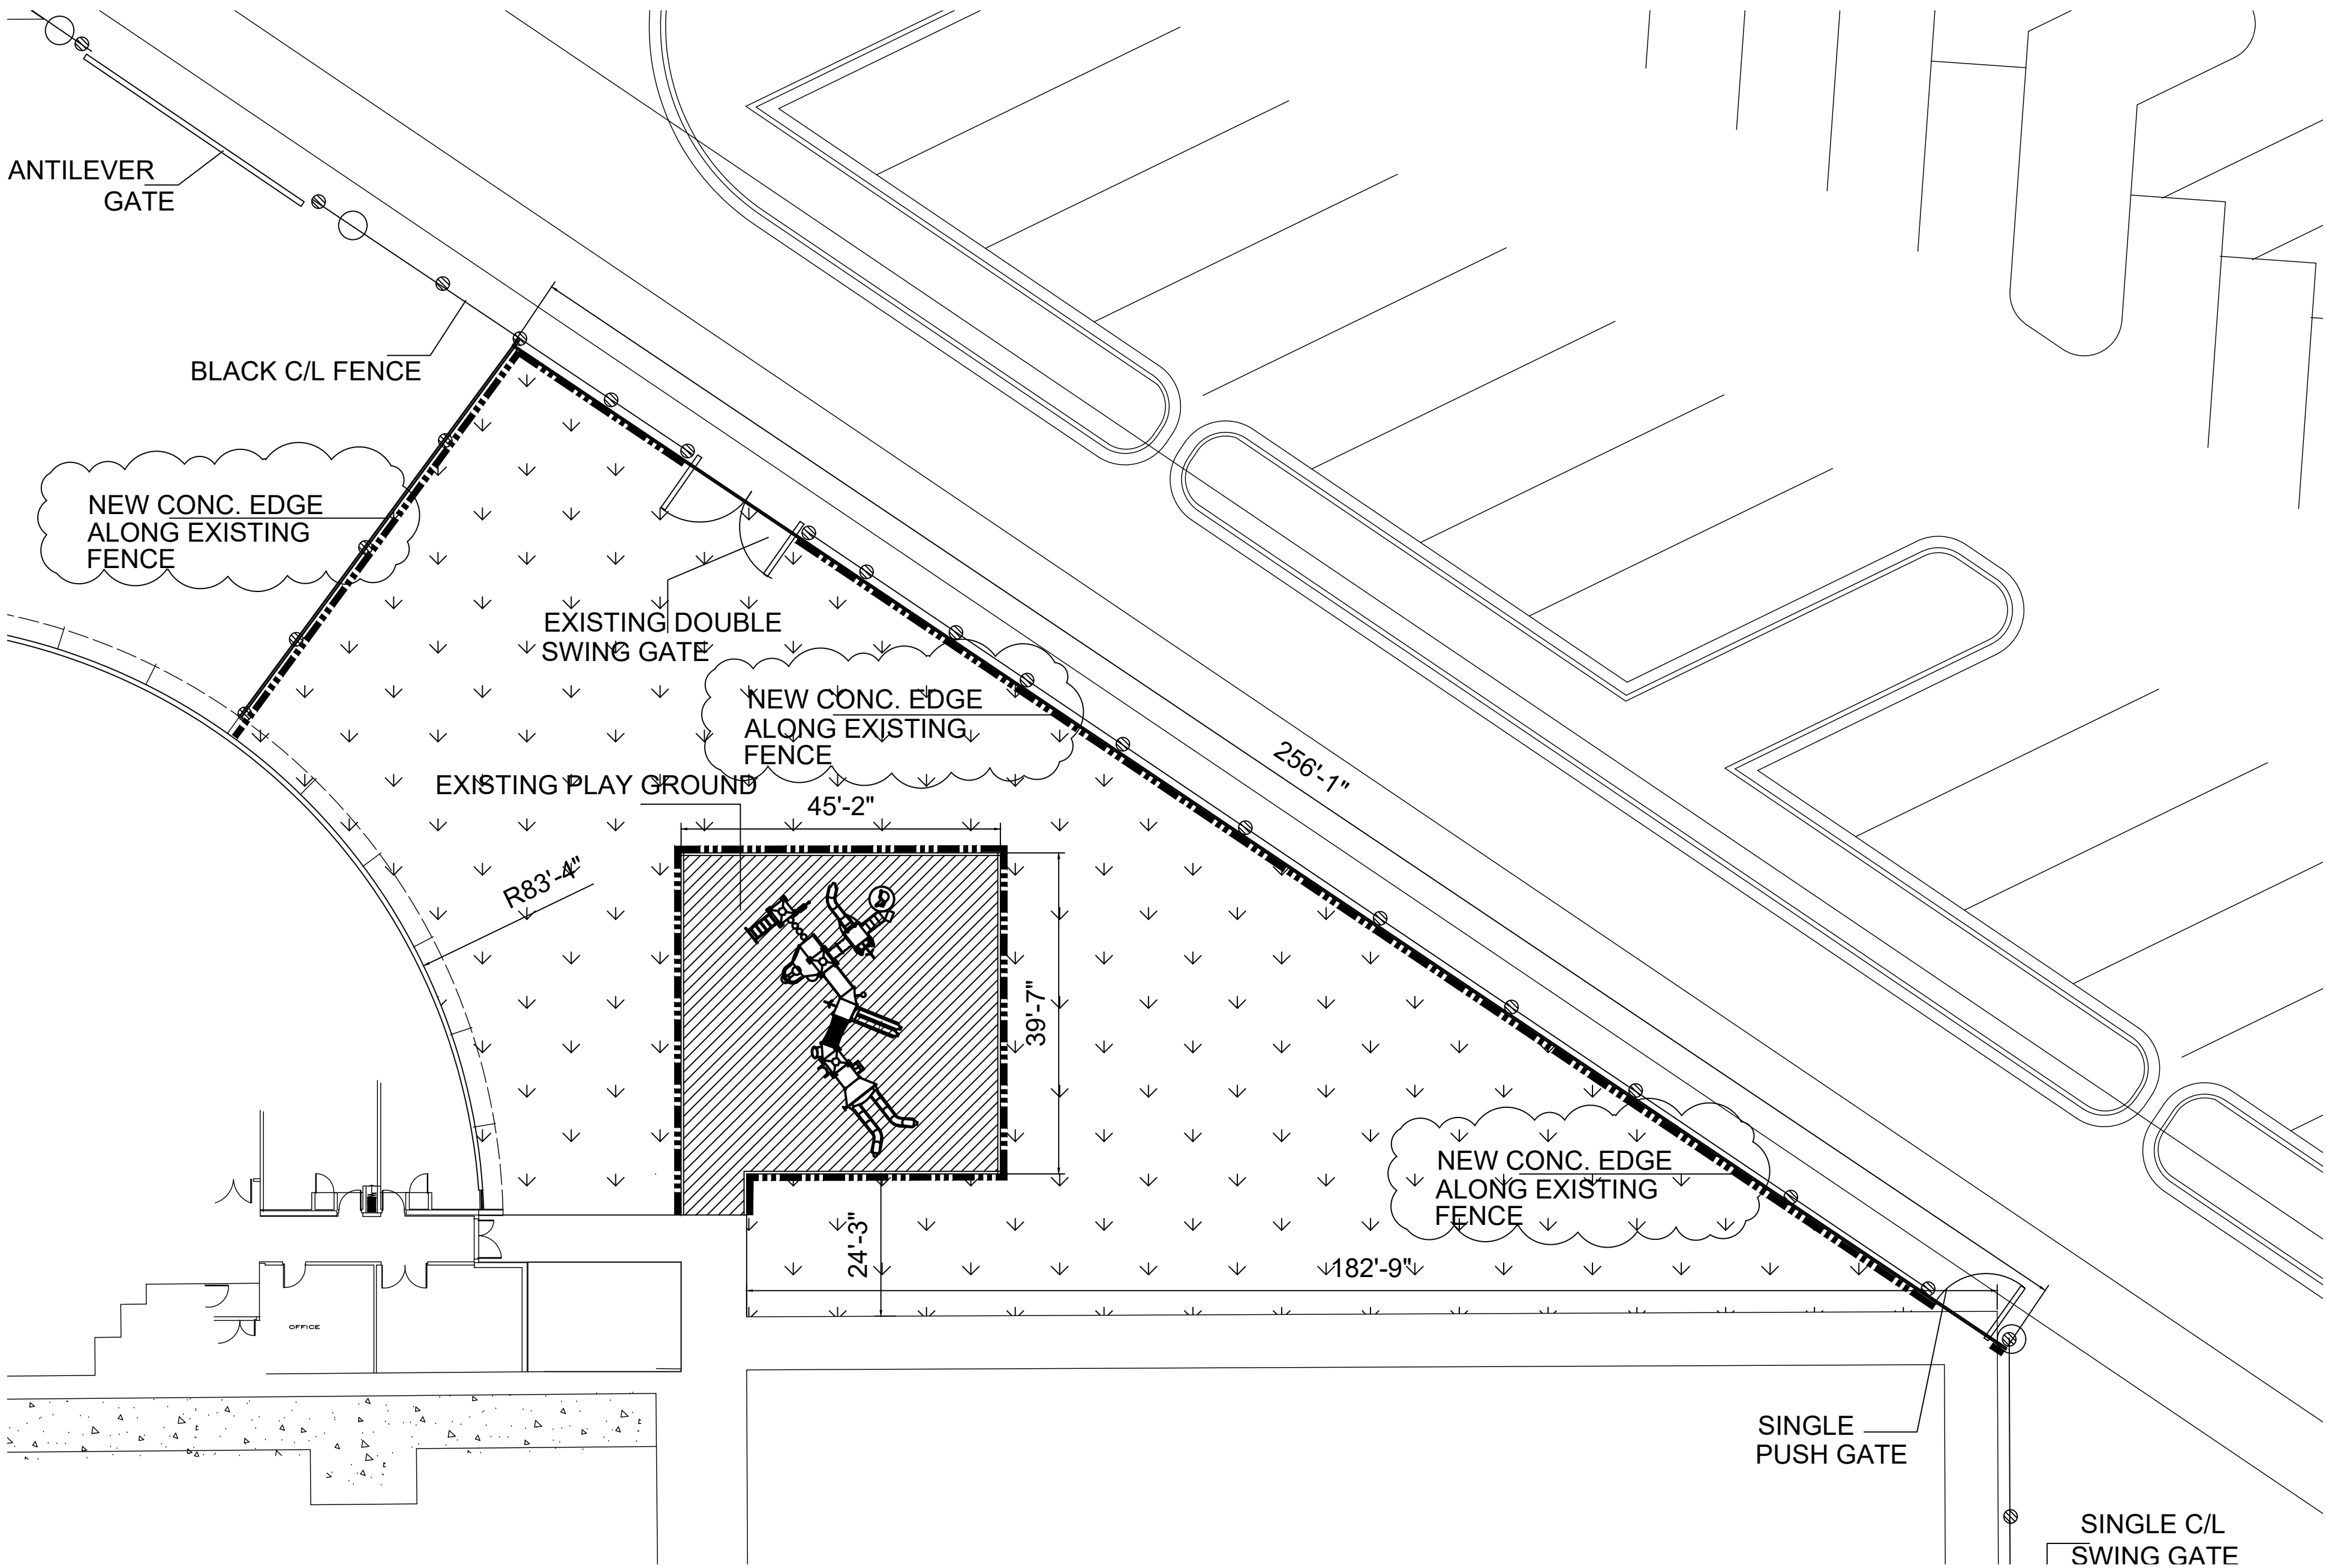 ANTILEVER
GATE
BLACK C/L FENCE
NEW CONC. EDGE
ALONG EXISTING
FENCE
EXISTING DOUBLE
SWING GATE
NEW CONC. EDGE
ALONG EXISTING
FENCE
256'-1"
EXISTING PLAY GROUND
45'-2"
R83'-4"
39'-7"
NEW CONC. EDGE
ALONG EXISTING
FENCE
24'-3"
182'-9"
OFFICE
SINGLE
PUSH GATE
SINGLE C/L
SWING GATE